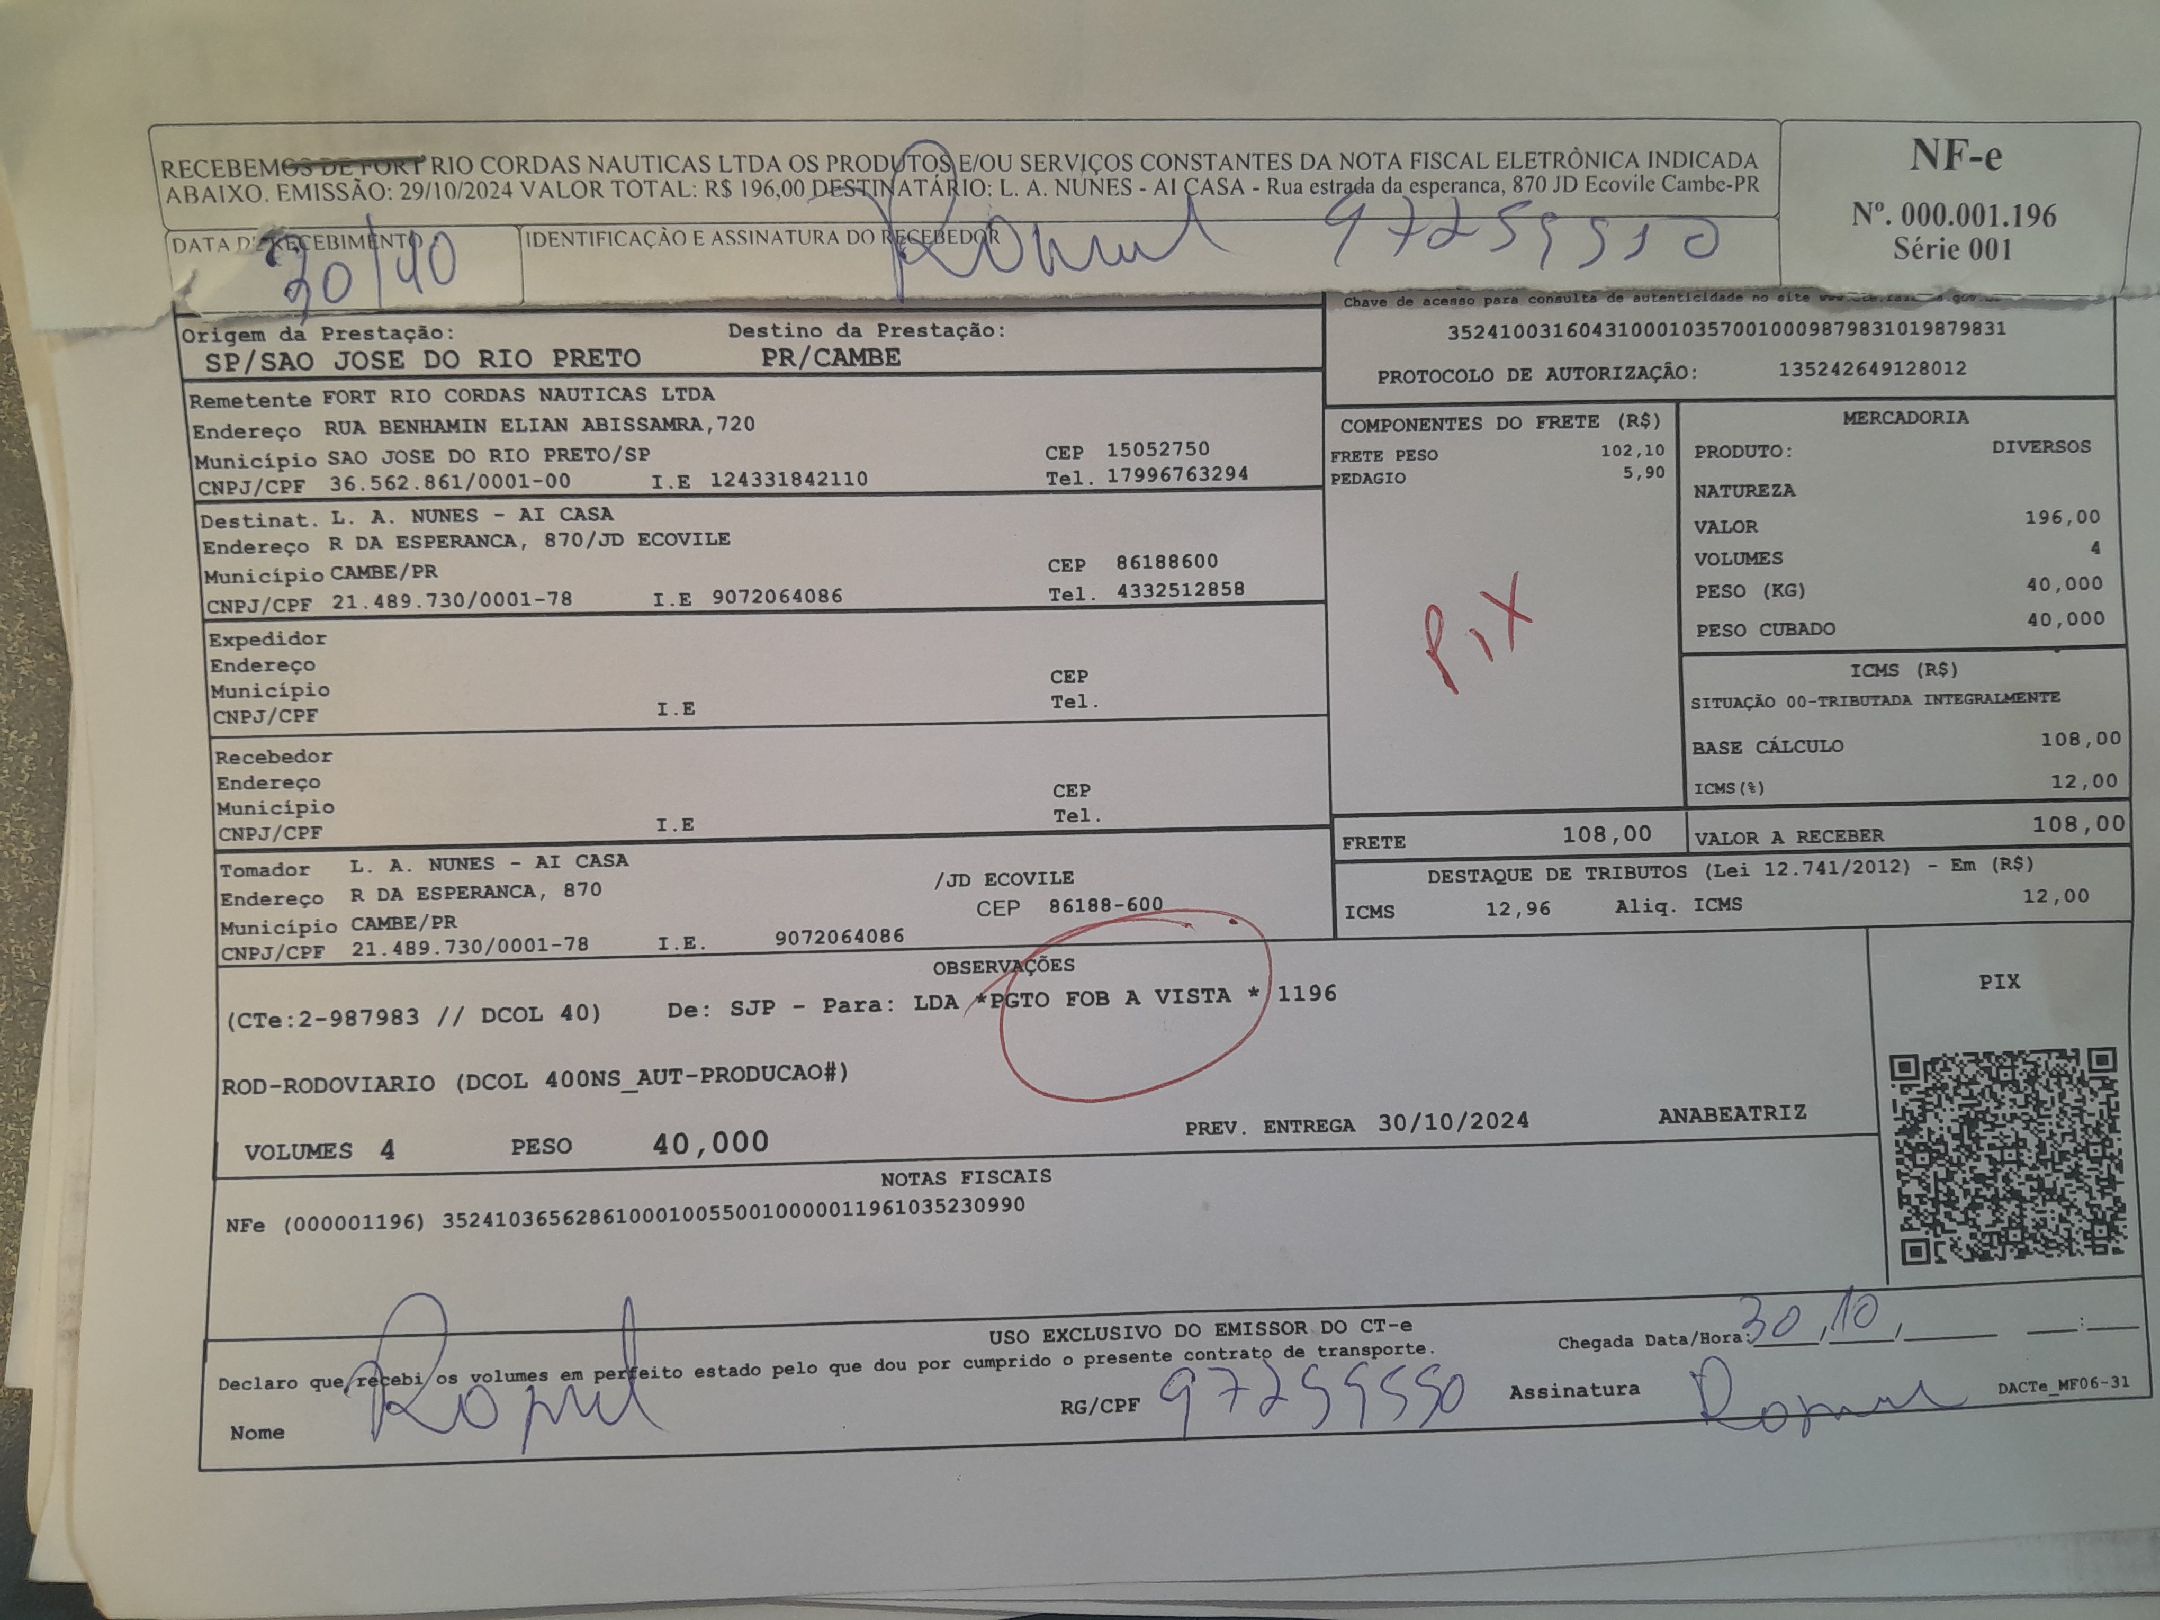 RECEBEMOS DE FORT RIO CORDAS NAUTICAS LTDA OS PRODUTOS E/OU SERVIÇOS CONSTANTES DA NOTA FISCAL ELETRÔNICA INDICADA
ABAIXO. EMISSÃO: 29/10/2024 VALOR TOTAL: R$ 196,00 DESTINATÁRIO: L. A. NUNES - AI CASA - Rua estrada da esperanca, 870 JD Ecovile Cambe-PR
NF-e
Nº. 000.001.196
Série 001
DATA DE RECEBIMENTO
IDENTIFICAÇÃO E ASSINATURA DO RECEBEDOR
Chave de acesso para consulta de autenticidade no site
35241003160431000103570010009879831019879831
PROTOCOLO DE AUTORIZAÇÃO: 135242649128012
Origem da Prestação: Destino da Prestação:
SP/SAO JOSE DO RIO PRETO PR/CAMBE
Remetente FORT RIO CORDAS NAUTICAS LTDA
Endereço RUA BENHAMIN ELIAN ABISSAMRA,720
Município SAO JOSE DO RIO PRETO/SP CEP 15052750
CNPJ/CPF 36.562.861/0001-00 I.E 124331842110 Tel. 17996763294
Destinat. L. A. NUNES - AI CASA
Endereço R DA ESPERANCA, 870/JD ECOVILE
Município CAMBE/PR CEP 86188600
CNPJ/CPF 21.489.730/0001-78 I.E 9072064086 Tel. 4332512858
Expedidor
Endereço
Município CEP
CNPJ/CPF I.E Tel.
Recebedor
Endereço
Município CEP
CNPJ/CPF I.E Tel.
Tomador L. A. NUNES - AI CASA
Endereço R DA ESPERANCA, 870 /JD ECOVILE
Município CAMBE/PR CEP 86188-600
CNPJ/CPF 21.489.730/0001-78 I.E. 9072064086
COMPONENTES DO FRETE (R$)
FRETE PESO 102,10
PEDAGIO 5,90
PIX
MERCADORIA
PRODUTO: DIVERSOS
NATUREZA
VALOR 196,00
VOLUMES 4
PESO (KG) 40,000
PESO CUBADO 40,000
ICMS (R$)
SITUAÇÃO 00-TRIBUTADA INTEGRALMENTE
BASE CÁLCULO 108,00
ICMS(%) 12,00
FRETE 108,00 VALOR A RECEBER 108,00
DESTAQUE DE TRIBUTOS (Lei 12.741/2012) - Em (R$)
ICMS 12,96 Aliq. ICMS 12,00
OBSERVAÇÕES
(CTe:2-987983 // DCOL 40) De: SJP - Para: LDA *PGTO FOB A VISTA * 1196
ROD-RODOVIARIO (DCOL 400NS_AUT-PRODUCAO#)
VOLUMES 4 PESO 40,000 PREV. ENTREGA 30/10/2024 ANABEATRIZ
PIX
NOTAS FISCAIS
NFe (000001196) 35241036562861000100550010000011961035230990
USO EXCLUSIVO DO EMISSOR DO CT-e
Declaro que recebi os volumes em perfeito estado pelo que dou por cumprido o presente contrato de transporte.
Chegada Data/Hora: 30, 10,
Nome
RG/CPF 97259550
Assinatura
DACTe_MF06-31